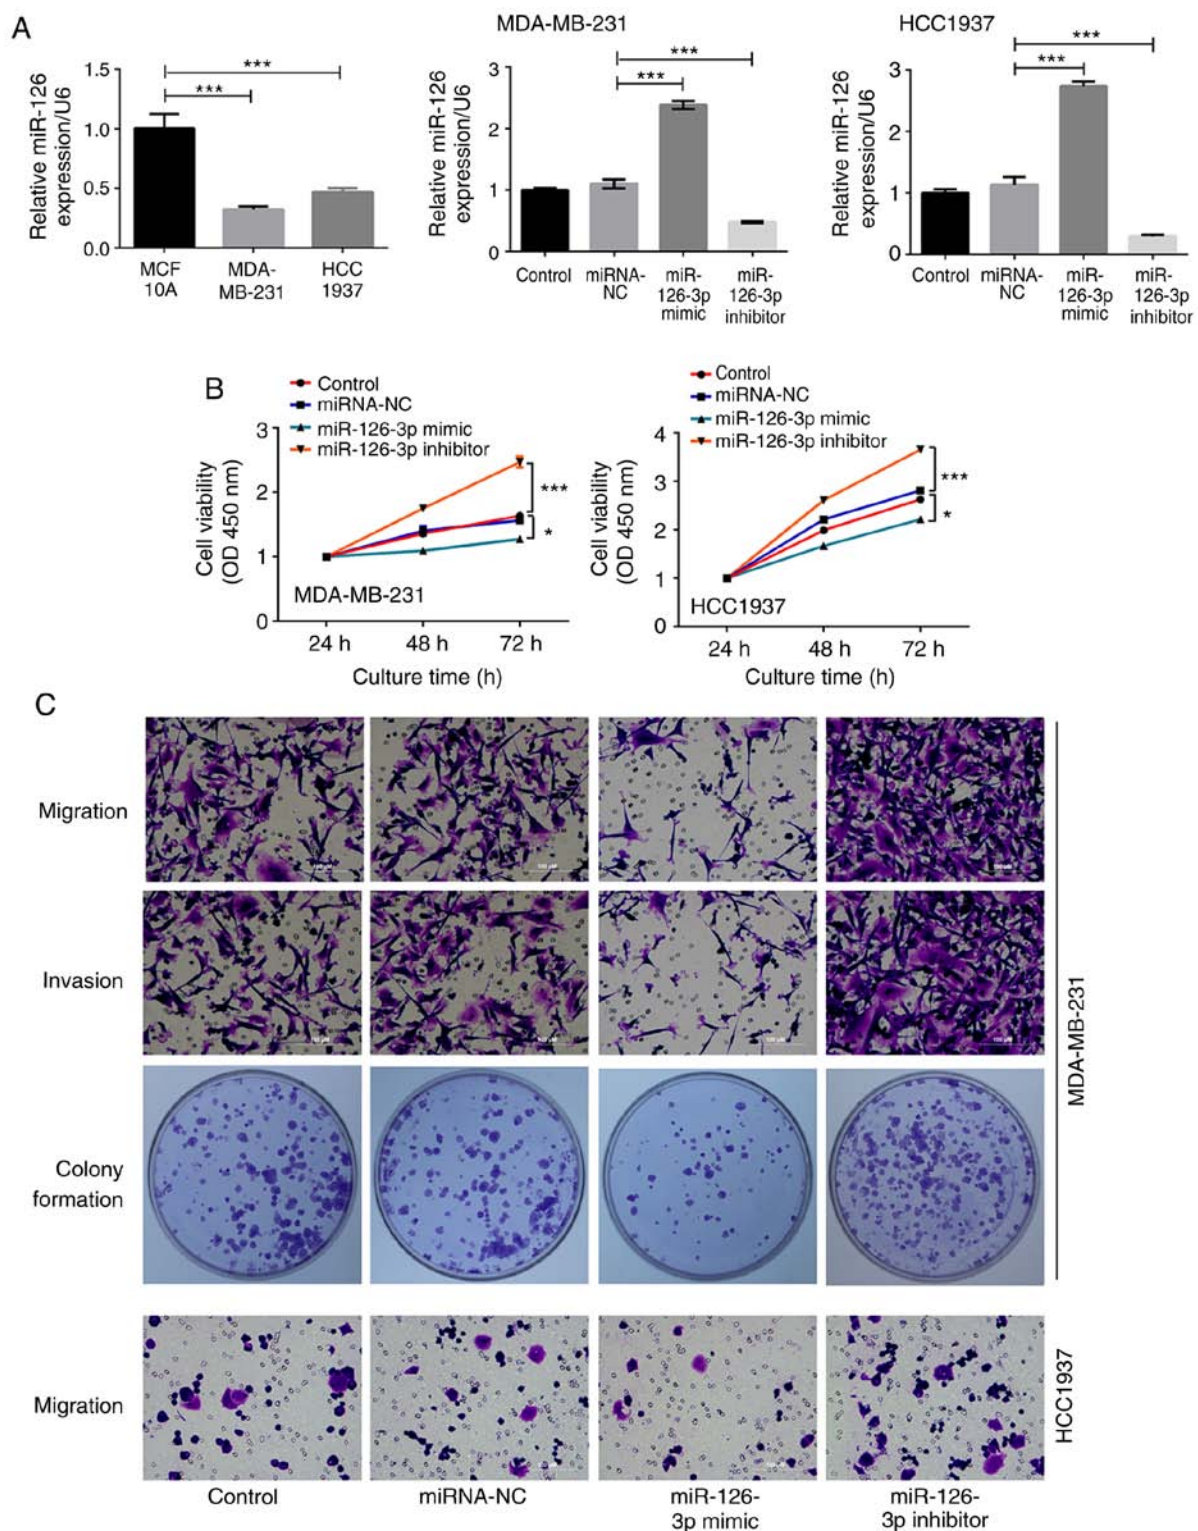 A
MDA-MB-231
HCC1937
Relative miR-126
expression/U6
1.5
1.0
0.5
0.0
***
***
MCF
10A
MDA-
MB-231
HCC
1937
Relative miR-126
expression/U6
3
2
1
0
***
***
Control
miRNA-
NC
miR-
126-3p
mimic
miR-
126-3p
inhibitor
Relative miR-126
expression/U6
3
2
1
0
***
***
Control
miRNA-
NC
miR-
126-3p
mimic
miR-
126-3p
inhibitor
B
Control
miRNA-NC
miR-126-3p mimic
miR-126-3p inhibitor
Cell viability
(OD 450 nm)
3
2
1
0
***
*
MDA-MB-231
24 h 48 h 72 h
Culture time (h)
Control
miRNA-NC
miR-126-3p mimic
miR-126-3p inhibitor
Cell viability
(OD 450 nm)
4
3
2
1
0
***
*
HCC1937
24 h 48 h 72 h
Culture time (h)
C
Migration
Invasion
Colony
formation
MDA-MB-231
Migration
HCC1937
Control
miRNA-NC
miR-126-
3p mimic
miR-126-
3p inhibitor